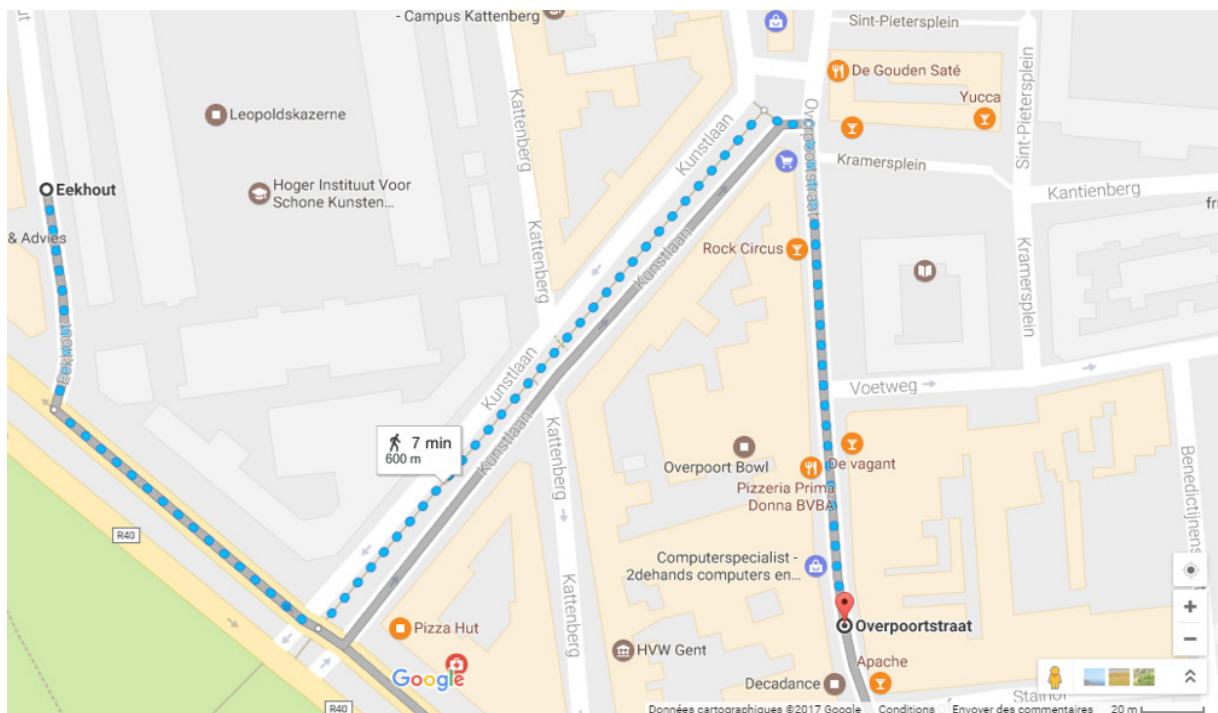 - Campus Kattenberg
Sint-Pietersplein
De Gouden Saté
Yucca
Leopoldskazerne
Kattenberg
Kunstlaan
Overpoortstraat
Sint-Pietersplein
Kramersplein
Eekhout
Hoger Instituut Voor
Schone Kunsten...
Kantienberg
& Advies
Kattenberg
Rock Circus
Kunstlaan
Kramersplein
Eekhout
Kunstlaan
Voetweg
7 min
600 m
Kunstlaan
Kattenberg
Overpoort Bowl
De vagant
Pizzeria Prima
Donna BVBA
R40
Computerspecialist -
2dehands computers en...
Kattenberg
Pizza Hut
Overpoortstraat
HVW Gent
Apache
Google
Decadance
R40
Données cartographiques ©2017 Google
Conditions
Envoyer des commentaires
20 m